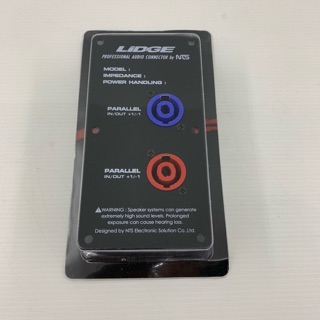 LIDGE
PROFESSIONAL AUDIO CONNECTOR by NTS
MODEL :
IMPEDANCE :
POWER HANDLING :
PARALLEL
IN/OUT +1/-1
PARALLEL
IN/OUT +1/-1
WARNING : Speaker systems can generate
extremely high sound levels. Prolonged
exposure can cause hearing loss.
Designed by NTS Electronic Solution Co.,Ltd.